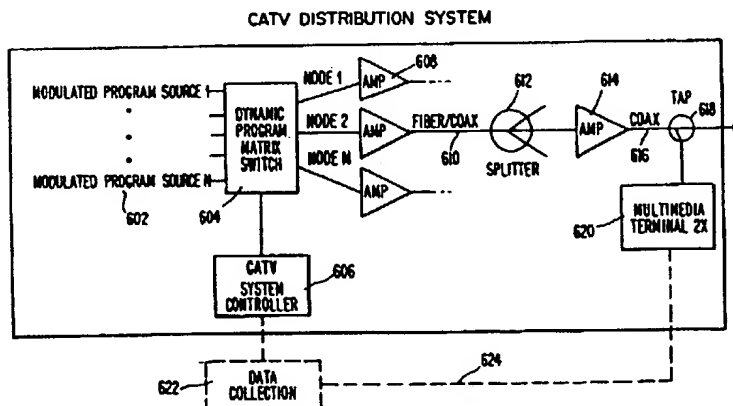 CATV DISTRIBUTION SYSTEM
MODULATED PROGRAM SOURCE 1
MODULATED PROGRAM SOURCE N
602
DYNAMIC
PROGRAM
MATRIX
SWITCH
604
NODE 1
NODE 2
NODE N
AMP
608
AMP
AMP
FIBER/COAX
610
612
SPLITTER
614
AMP
COAX
616
TAP
618
620
MULTIMEDIA
TERMINAL 2X
CATV
SYSTEM
CONTROLLER
606
622
DATA
COLLECTION
624